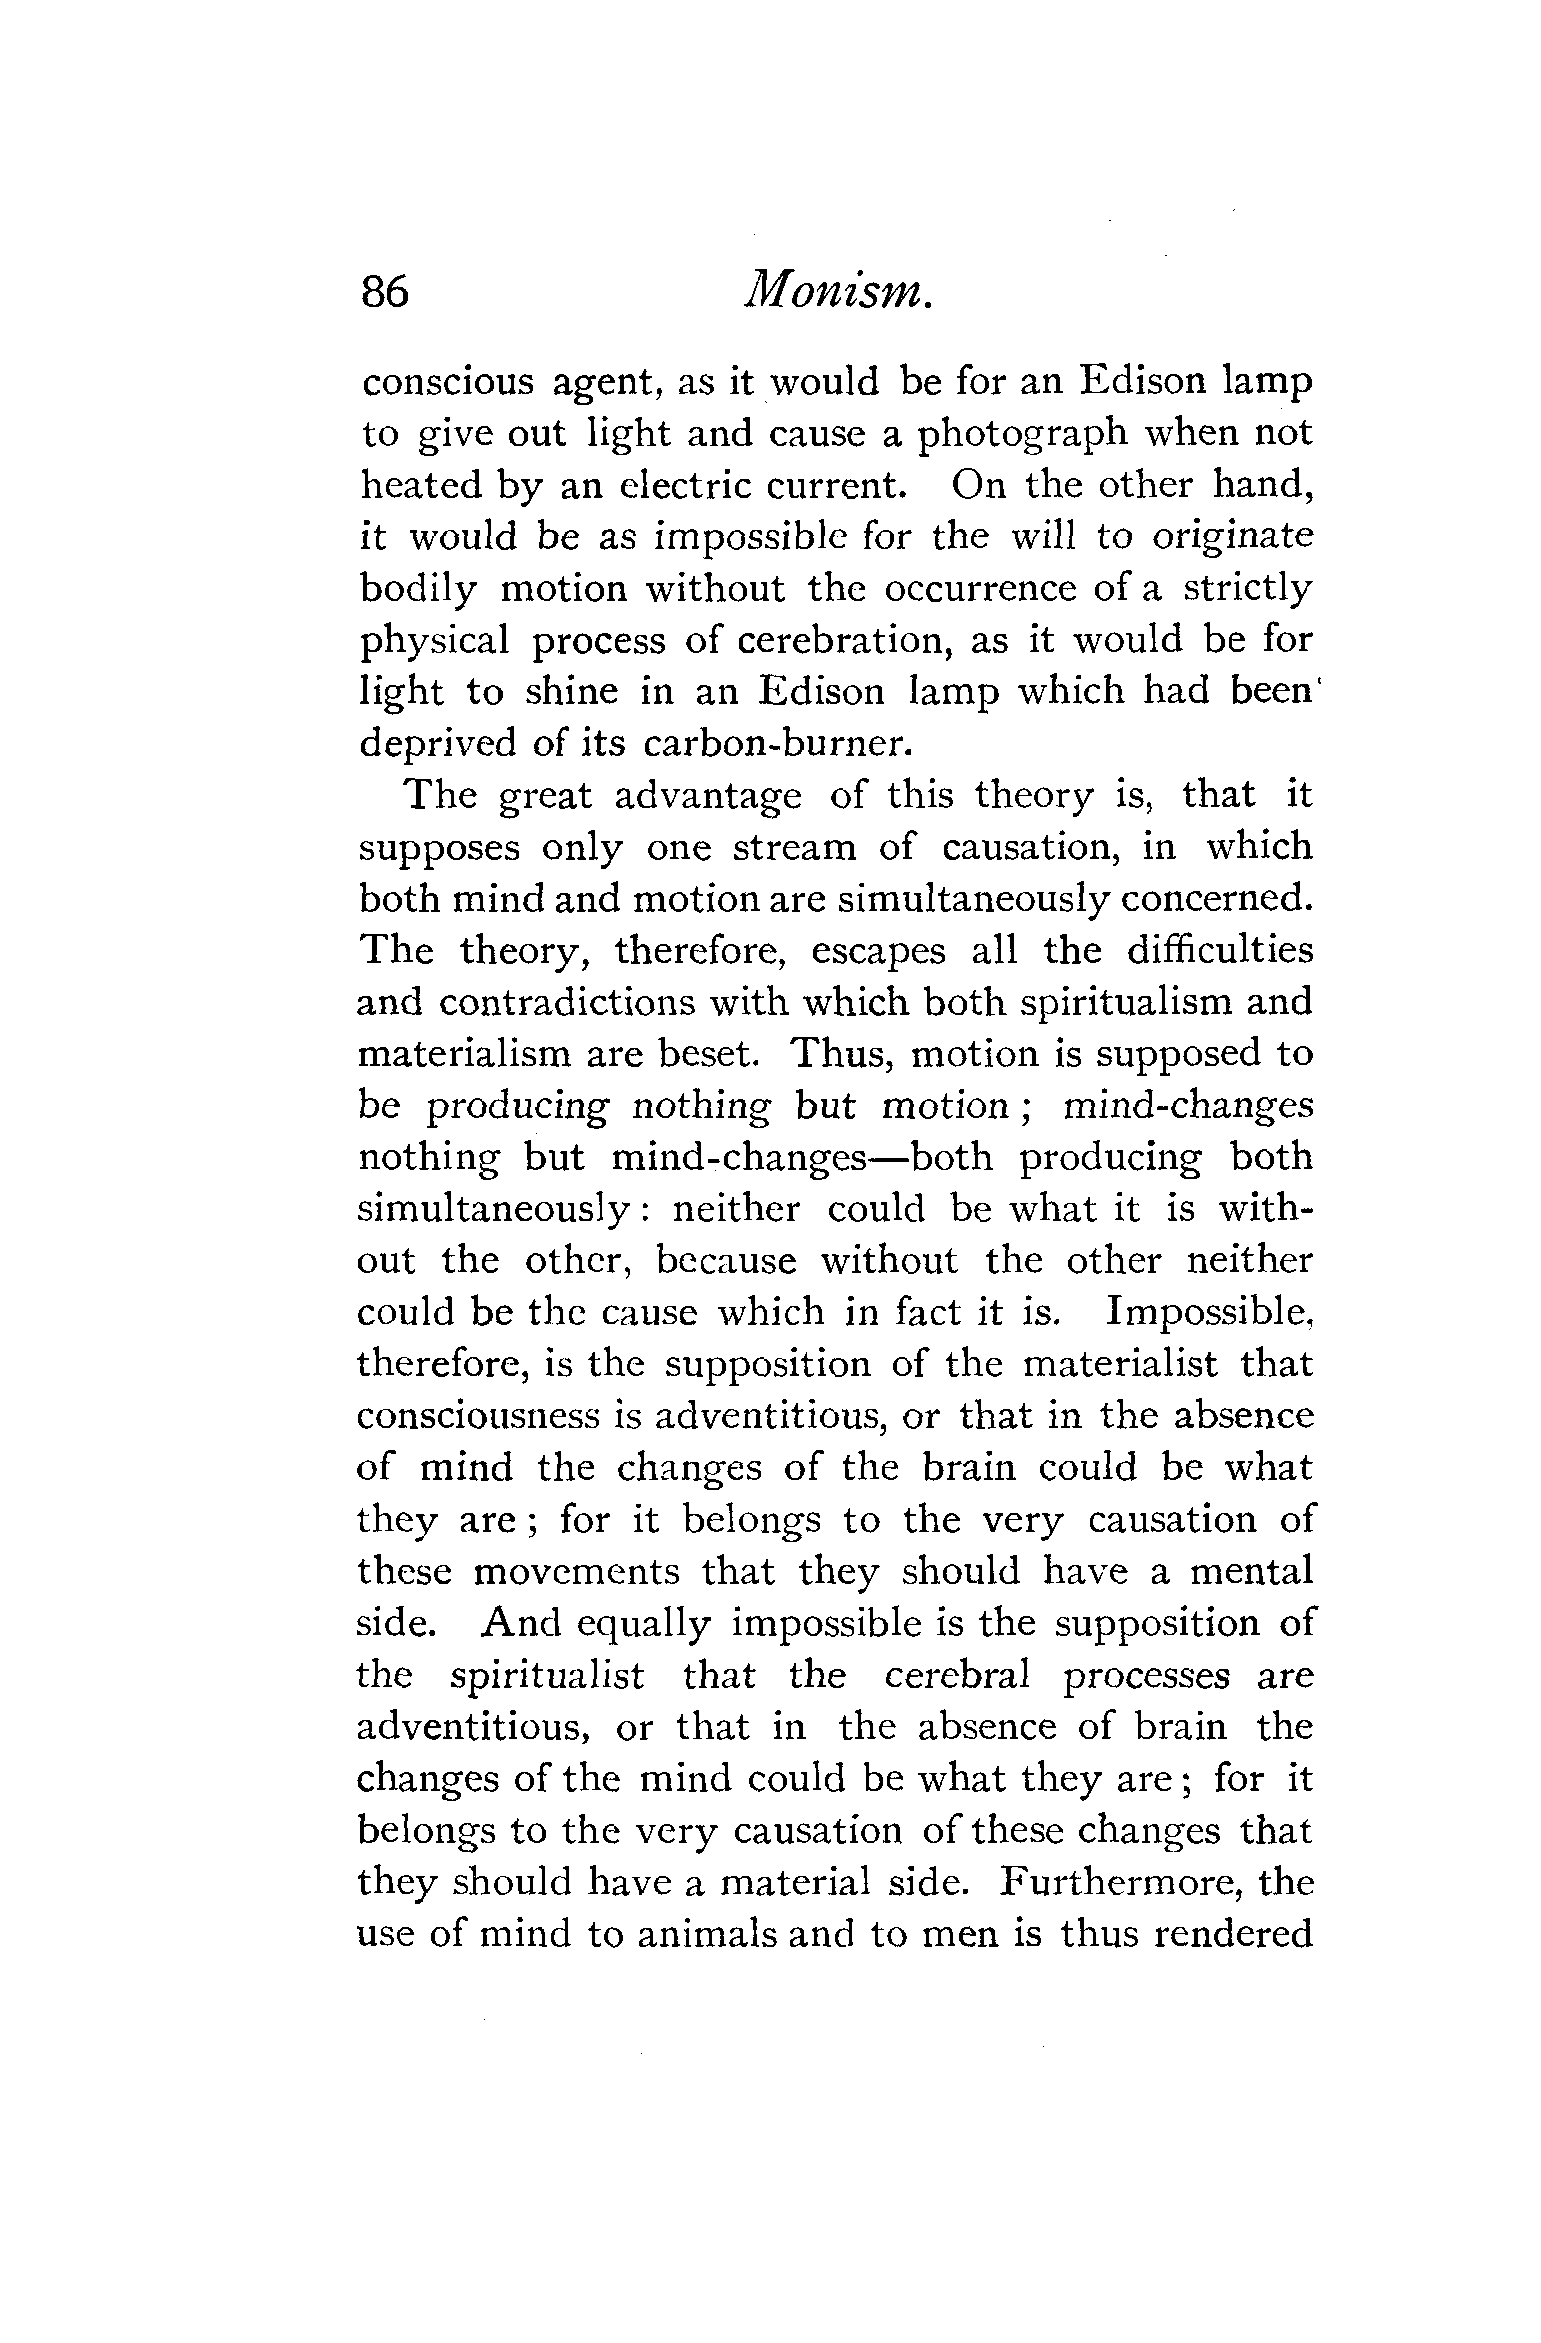 86 Monism.
conscious agent, as it would be for an Edison lamp
to give out light and cause a photograph when not
heated by an electric current. On the other hand,
it would be as impossible for the will to originate
bodily motion without the occurrence of a strictly
physical process of cerebration, as it would be for
light to shine in an Edison lamp which had been
deprived of its carbon-burner.
The great advantage of this theory is, that it
supposes only one stream of causation, in which
both mind and motion are simultaneously concerned.
The theory, therefore, escapes all the difficulties
and contradictions with which both spiritualism and
materialism are beset. Thus, motion is supposed to
be producing nothing but motion; mind-changes
nothing but mind-changes—both producing both
simultaneously: neither could be what it is with-
out the other, because without the other neither
could be the cause which in fact it is. Impossible,
therefore, is the supposition of the materialist that
consciousness is adventitious, or that in the absence
of mind the changes of the brain could be what
they are; for it belongs to the very causation of
these movements that they should have a mental
side. And equally impossible is the supposition of
the spiritualist that the cerebral processes are
adventitious, or that in the absence of brain the
changes of the mind could be what they are; for it
belongs to the very causation of these changes that
they should have a material side. Furthermore, the
use of mind to animals and to men is thus rendered